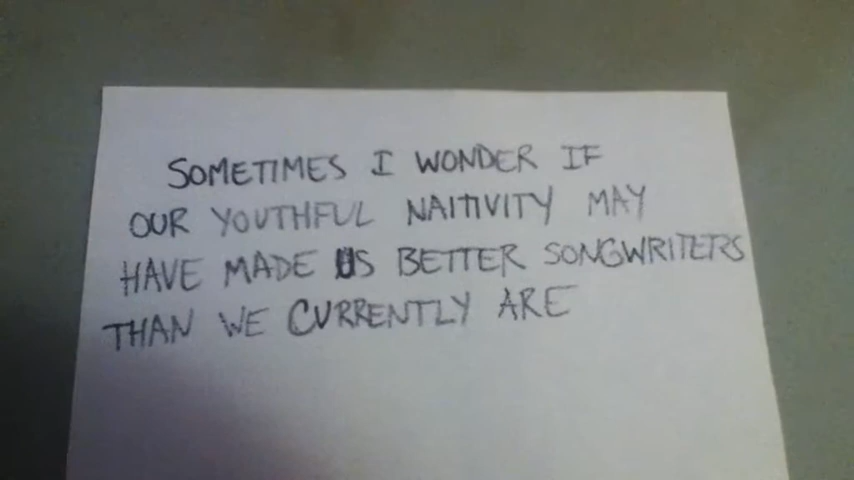 SOMETIMES I WONDER IF
OUR YOUTHFUL NAITIVITY MAY
HAVE MADE US BETTER SONGWRITERS
THAN WE CURRENTLY ARE